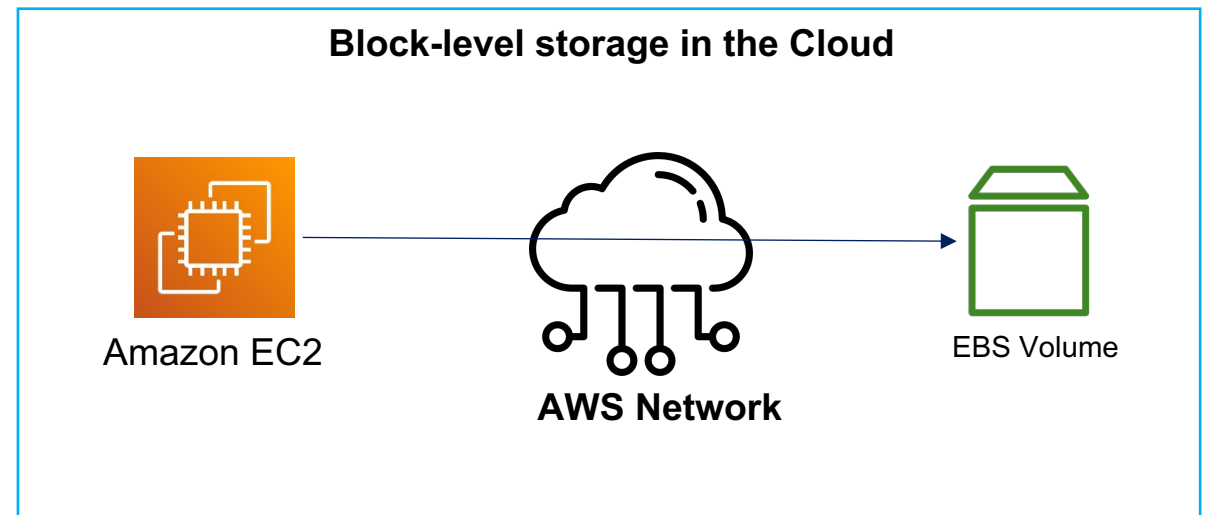 Block-level storage in the Cloud
Amazon EC2
AWS Network
EBS Volume